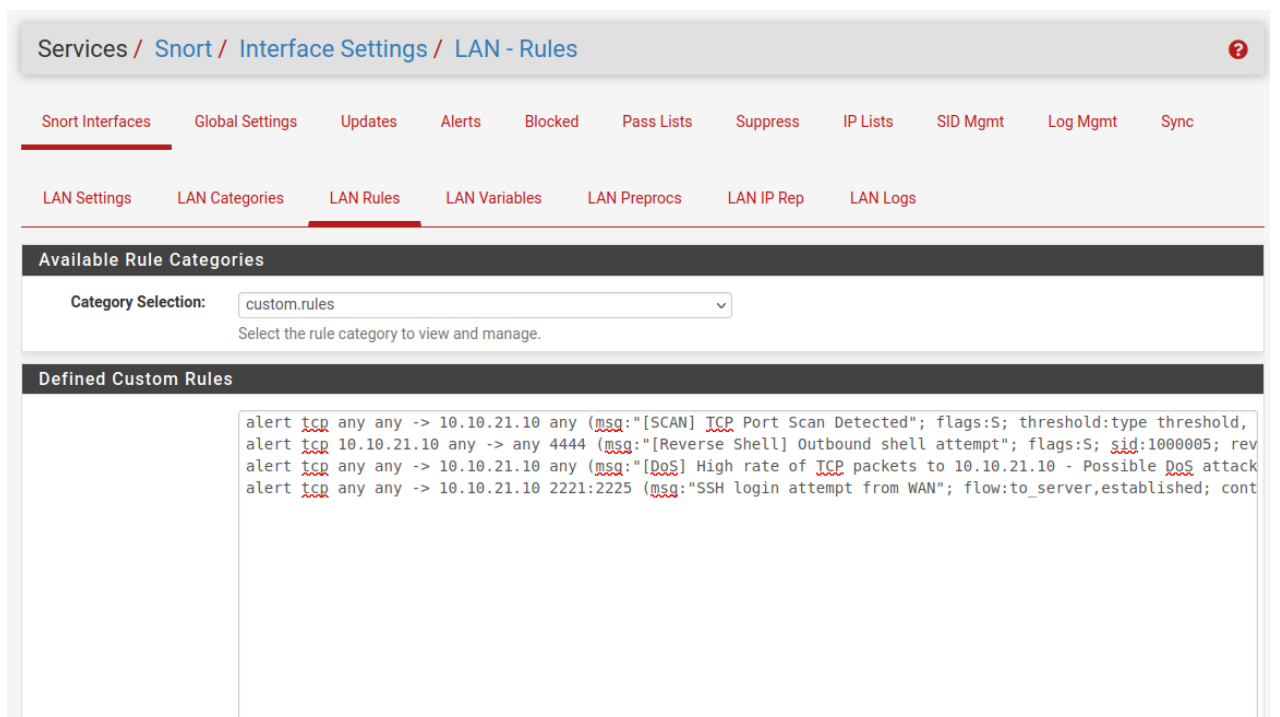 Services / Snort / Interface Settings / LAN - Rules
Snort Interfaces Global Settings Updates Alerts Blocked Pass Lists Suppress IP Lists SID Mgmt Log Mgmt Sync
LAN Settings LAN Categories LAN Rules LAN Variables LAN Preprocs LAN IP Rep LAN Logs
Available Rule Categories
Category Selection: custom.rules
Select the rule category to view and manage.
Defined Custom Rules
alert tcp any any -> 10.10.21.10 any (msg:"[SCAN] TCP Port Scan Detected"; flags:S; threshold:type threshold,
alert tcp 10.10.21.10 any -> any 4444 (msg:"[Reverse Shell] Outbound shell attempt"; flags:S; sid:1000005; rev
alert tcp any any -> 10.10.21.10 any (msg:"[DoS] High rate of TCP packets to 10.10.21.10 - Possible DoS attack
alert tcp any any -> 10.10.21.10 2221:2225 (msg:"SSH login attempt from WAN"; flow:to_server,established; cont